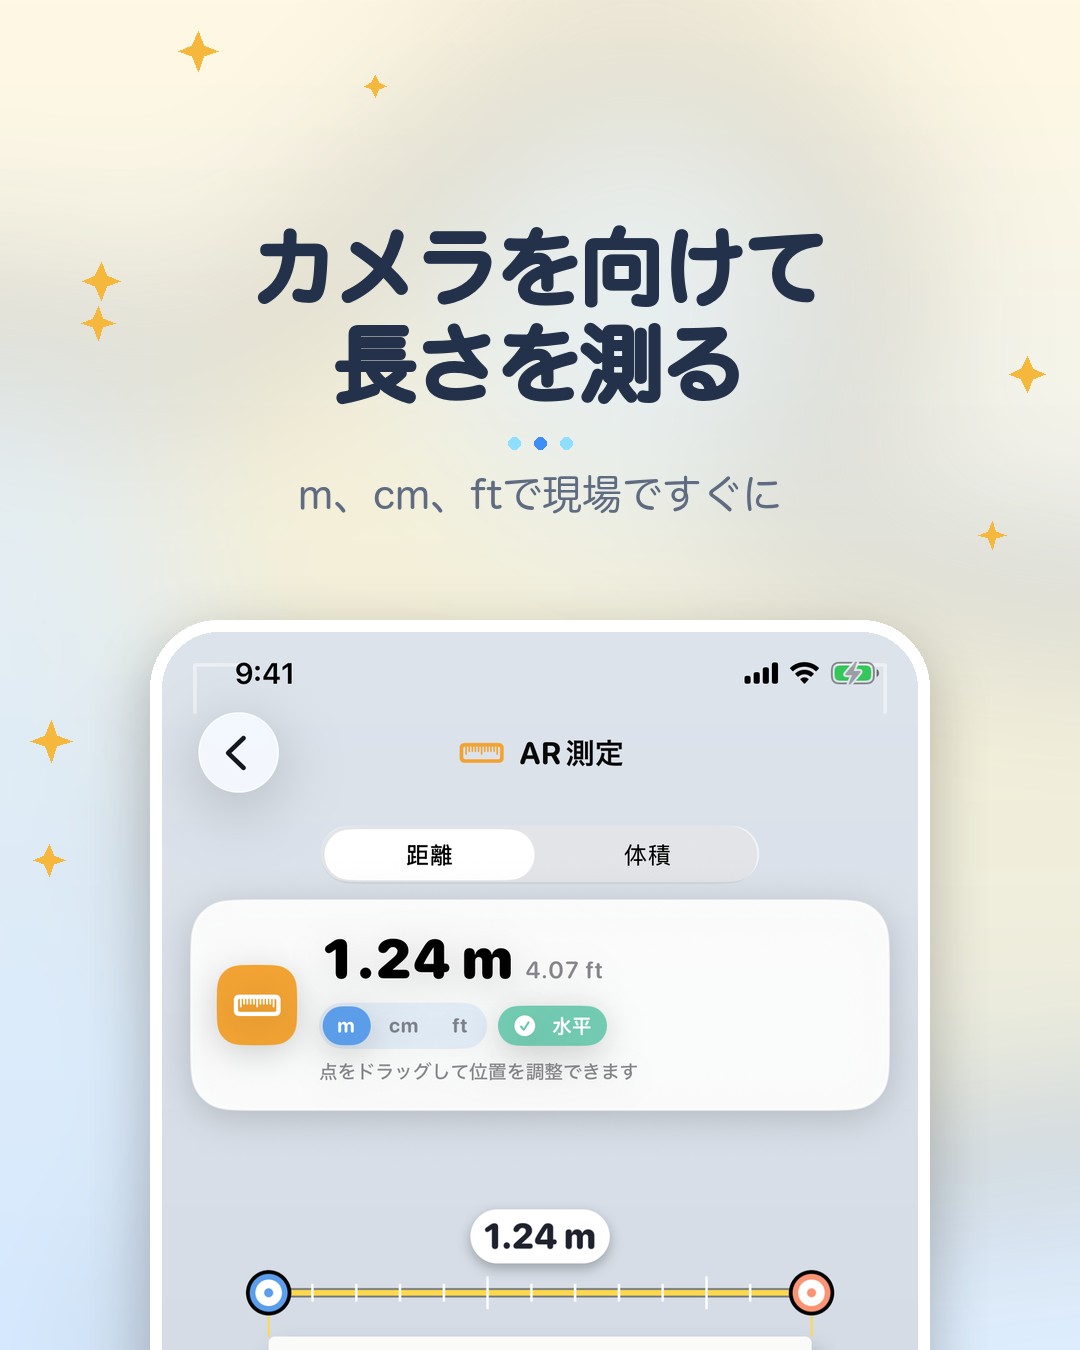 カメラを向けて
長さを測る
m、cm、ftで現場ですぐに
9:41
AR 測定
距離 体積
1.24 m 4.07 ft
m cm ft 水平
点をドラッグして位置を調整できます
1.24 m